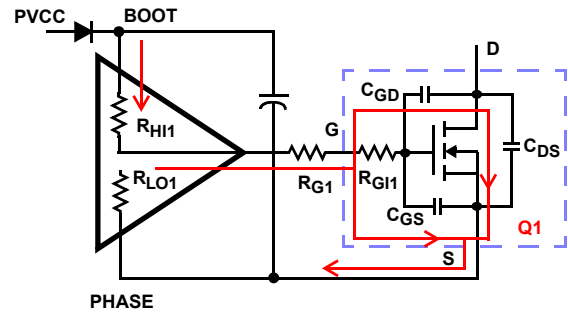 PVCC
BOOT
D
CGD
G
RHI1
CDS
RLO1
RG1
RGI1
CGS
Q1
S
PHASE